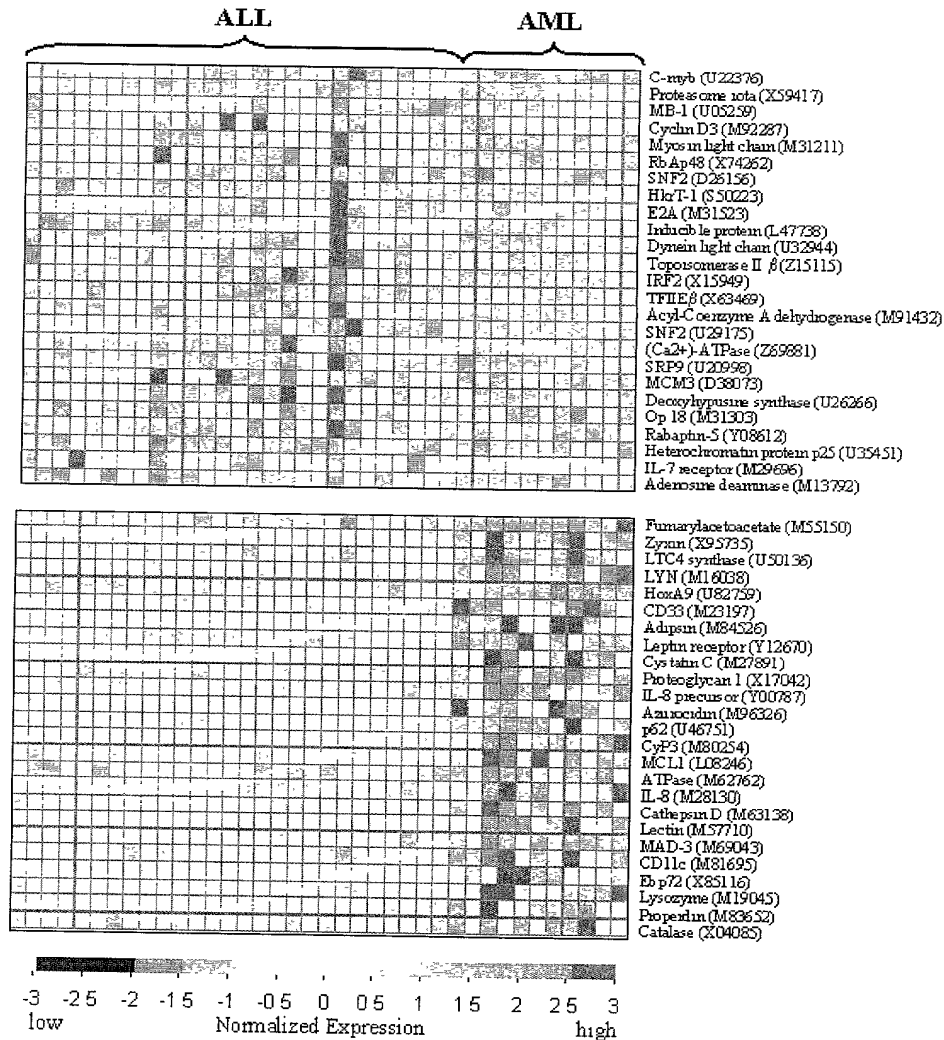 ALL AML
C-myb (U22376)
Proteasome iota (X59417)
MB-1 (U05259)
Cyclin D3 (M92287)
Myosin light chain (M31211)
RbAp48 (X74262)
SNF2 (D26156)
HkrT-1 (S50223)
E2A (M31523)
Inducible protein (L47738)
Dynein light chain (U32944)
Topoisomerase II β (Z15115)
IRF2 (X15949)
TFIIEβ (X63469)
Acyl-Coenzyme A dehydrogenase (M91432)
SNF2 (U29175)
(Ca2+)-ATPase (Z69881)
SRP9 (U20998)
MCM3 (D38073)
Deoxyhypusine synthase (U26266)
Op 18 (M31303)
Rabaptin-5 (Y08612)
Heterochromatin protein p25 (U35451)
IL-7 receptor (M29696)
Adenosine deaminase (M13792)
Fumarylacetoacetate (M55150)
Zyxin (X95735)
LTC4 synthase (U50136)
LYN (M16038)
HoxA9 (U82759)
CD33 (M23197)
Adipsin (M84526)
Leptin receptor (Y12670)
Cystatin C (M27891)
Proteoglycan 1 (X17042)
IL-8 precursor (Y00787)
Azurocidin (M96326)
p62 (U46751)
CyP3 (M80254)
MCL1 (L08246)
ATPase (M62762)
IL-8 (M28130)
Cathepsin D (M63138)
Lectin (M57710)
MAD-3 (M69043)
CD11c (M81695)
Ebp72 (X85116)
Lysozyme (M19045)
Properdin (M83652)
Catalase (X04085)
-3 -2 5 -2 -1 5 -1 -0 5 0 0 5 1 1 5 2 2 5 3
low Normalized Expression high